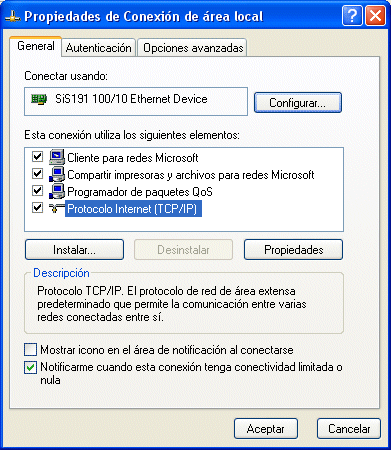 Propiedades de Conexión de área local
General
Autenticación
Opciones avanzadas
Conectar usando:
SiS191 100/10 Ethernet Device
Configurar...
Esta conexión utiliza los siguientes elementos:
Cliente para redes Microsoft
Compartir impresoras y archivos para redes Microsoft
Programador de paquetes QoS
Protocolo Internet (TCP/IP)
Instalar...
Desinstalar
Propiedades
Descripción
Protocolo TCP/IP. El protocolo de red de área extensa
predeterminado que permite la comunicación entre varias
redes conectadas entre sí.
Mostrar icono en el área de notificación al conectarse
Notificarme cuando esta conexión tenga conectividad limitada o
nula
Aceptar
Cancelar